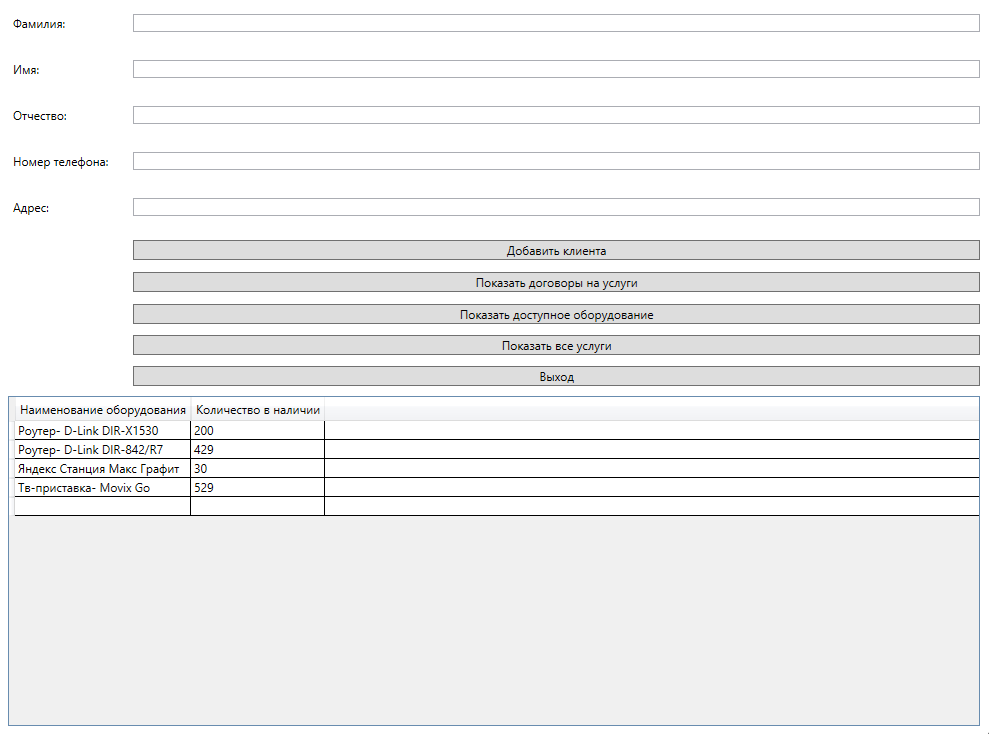 Фамилия:
Имя:
Отчество:
Номер телефона:
Адрес:
Добавить клиента
Показать договоры на услуги
Показать доступное оборудование
Показать все услуги
Выход
Наименование оборудования Количество в наличии
Роутер- D-Link DIR-X1530 200
Роутер- D-Link DIR-842/R7 429
Яндекс Станция Макс Графит 30
Тв-приставка- Movix Go 529